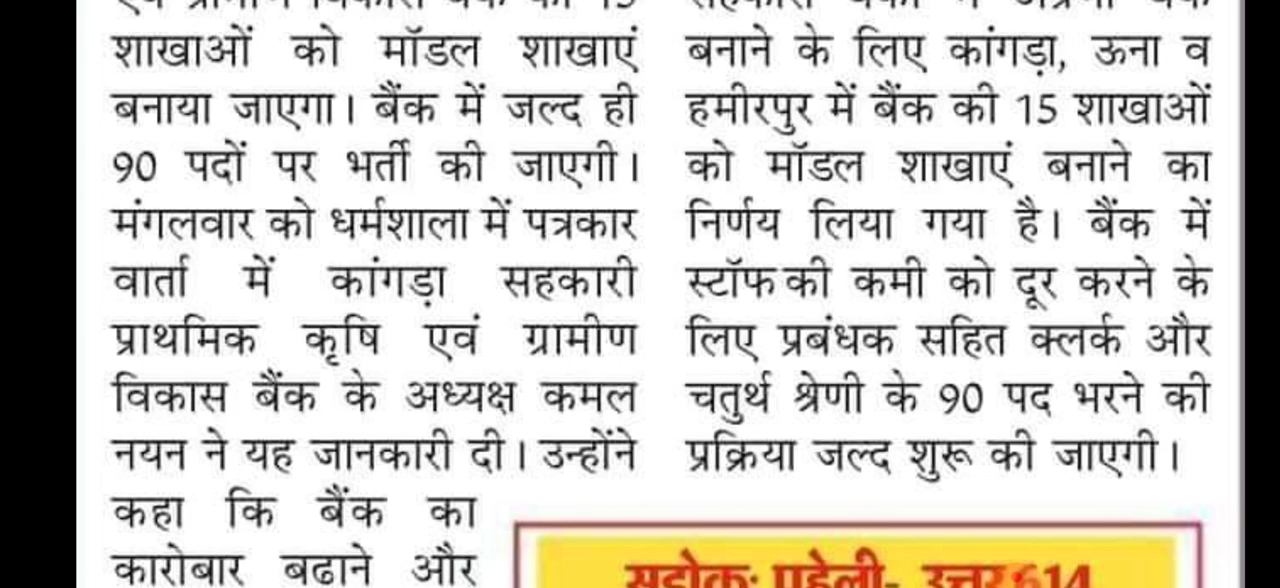 शाखाओं को मॉडल शाखाएं
बनाया जाएगा। बैंक में जल्द ही
90 पदों पर भर्ती की जाएगी।
मंगलवार को धर्मशाला में पत्रकार
वार्ता में कांगड़ा सहकारी
प्राथमिक कृषि एवं ग्रामीण
विकास बैंक के अध्यक्ष कमल
नयन ने यह जानकारी दी। उन्होंने
कहा कि बैंक का
कारोबार बढाने और
बनाने के लिए कांगड़ा, ऊना व
हमीरपुर में बैंक की 15 शाखाओं
को मॉडल शाखाएं बनाने का
निर्णय लिया गया है। बैंक में
स्टॉफ की कमी को दूर करने के
लिए प्रबंधक सहित क्लर्क और
चतुर्थ श्रेणी के 90 पद भरने की
प्रक्रिया जल्द शुरू की जाएगी।